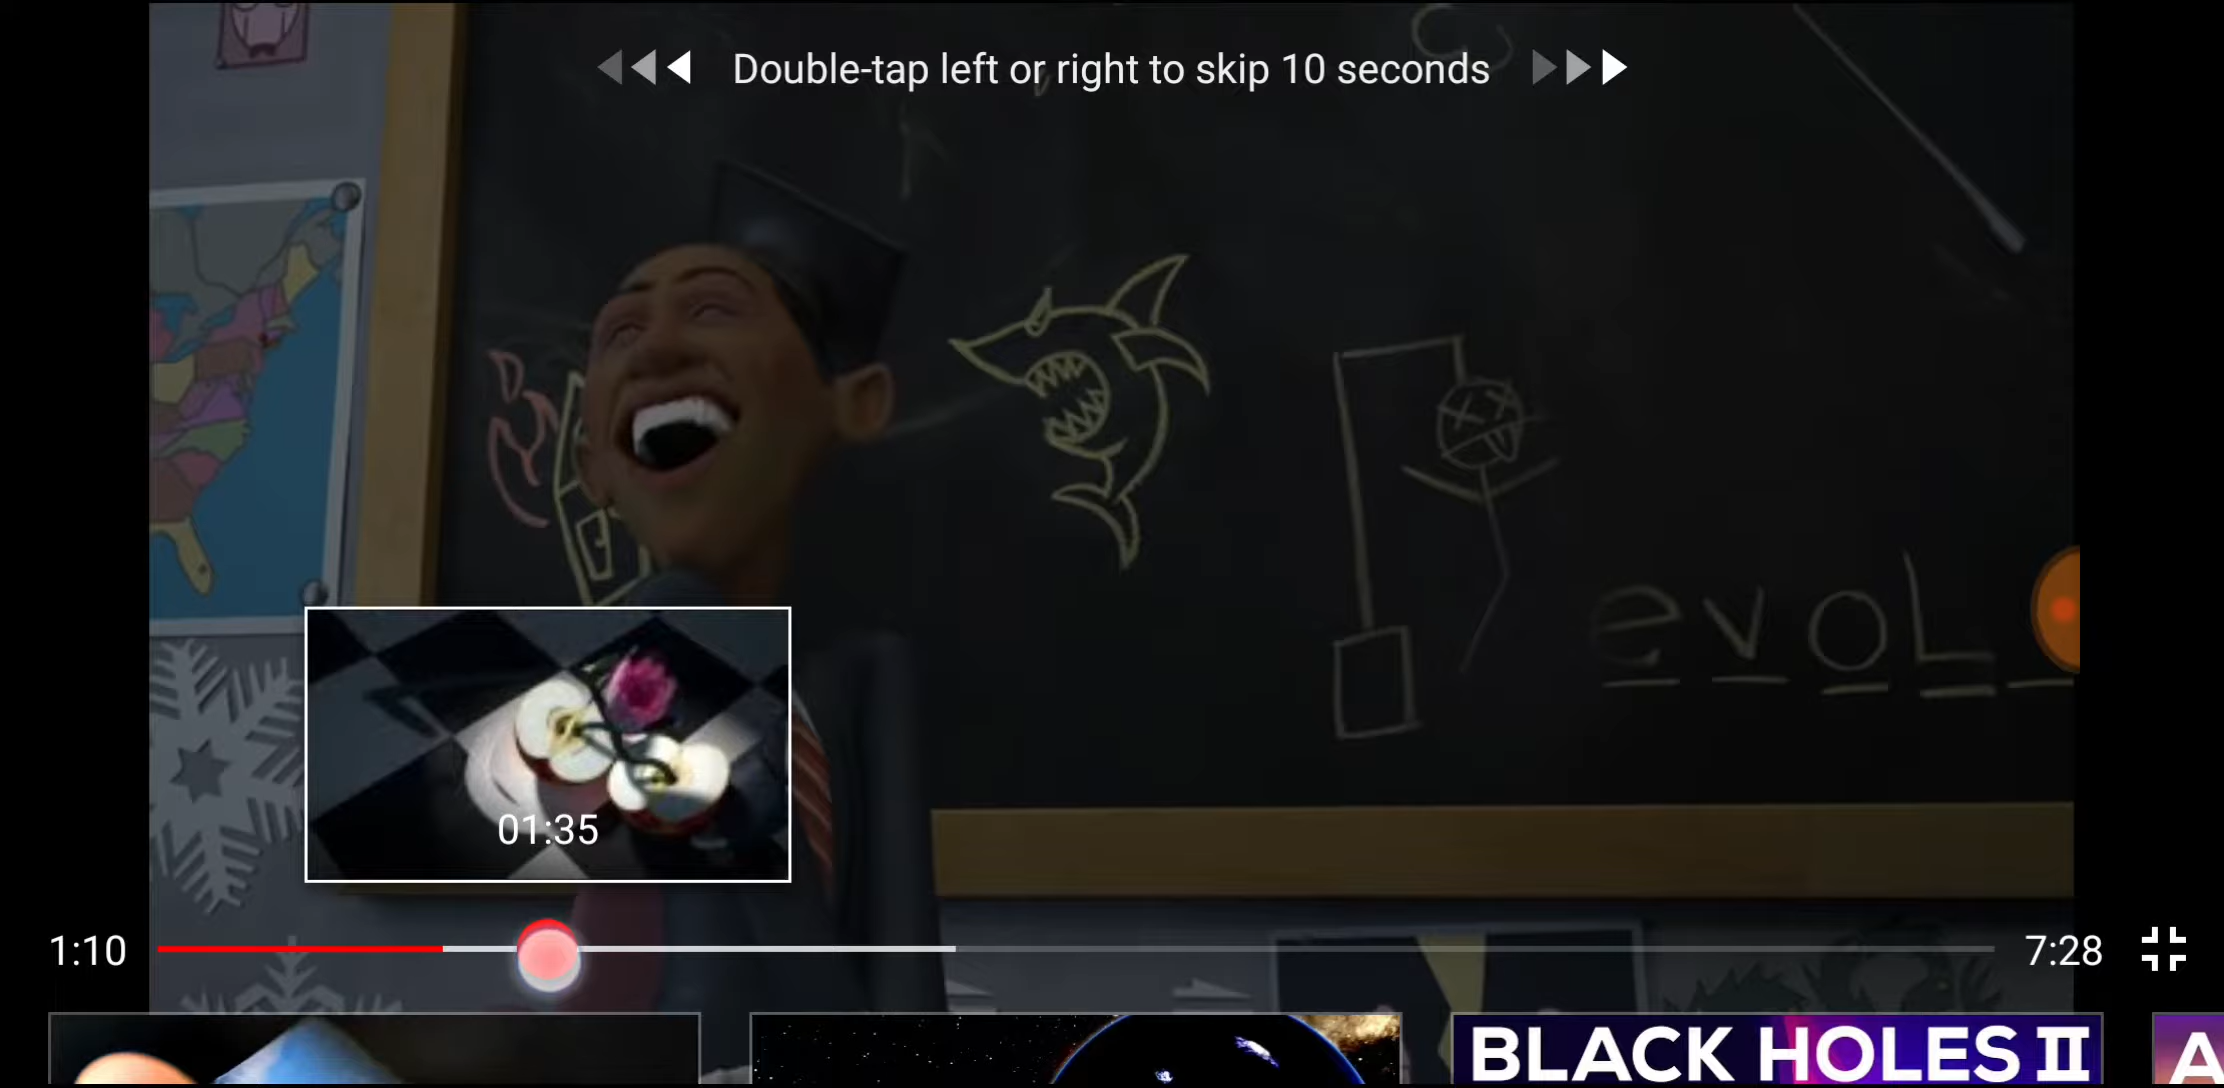 Double-tap left or right to skip 10 seconds
evoL
01:35
1:10
7:28
BLACK HOLES II
A